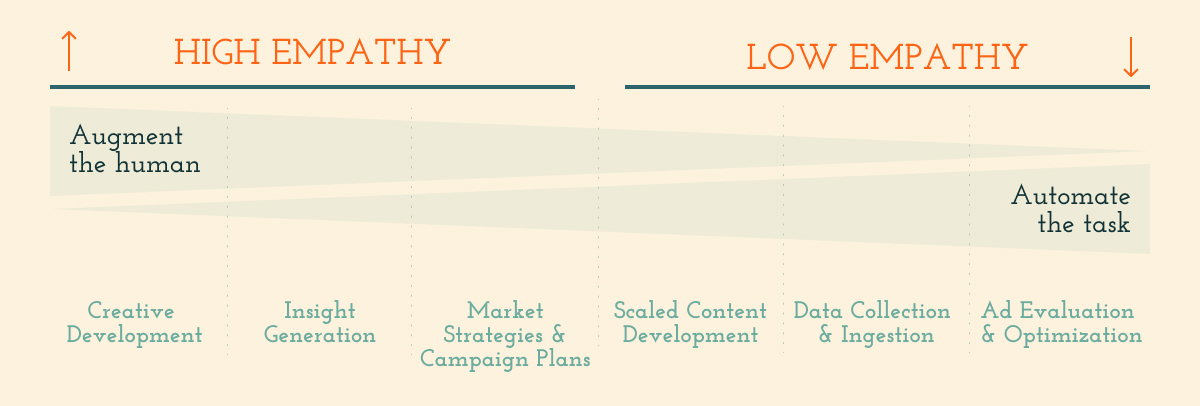 HIGH EMPATHY
LOW EMPATHY
Augment
the human
Automate
the task
Creative
Development
Insight
Generation
Market
Strategies &
Campaign Plans
Scaled Content
Development
Data Collection
& Ingestion
Ad Evaluation
& Optimization